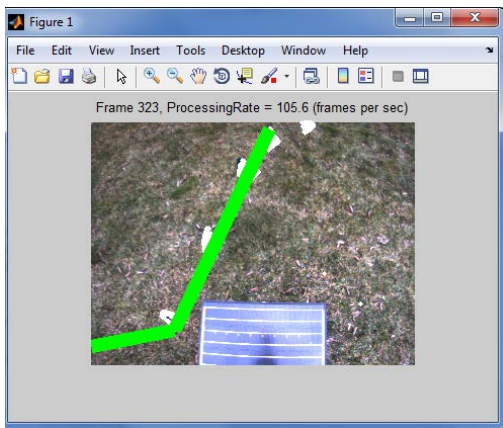 Figure 1
File Edit View Insert Tools Desktop Window Help
Frame 323, ProcessingRate = 105.6 (frames per sec)